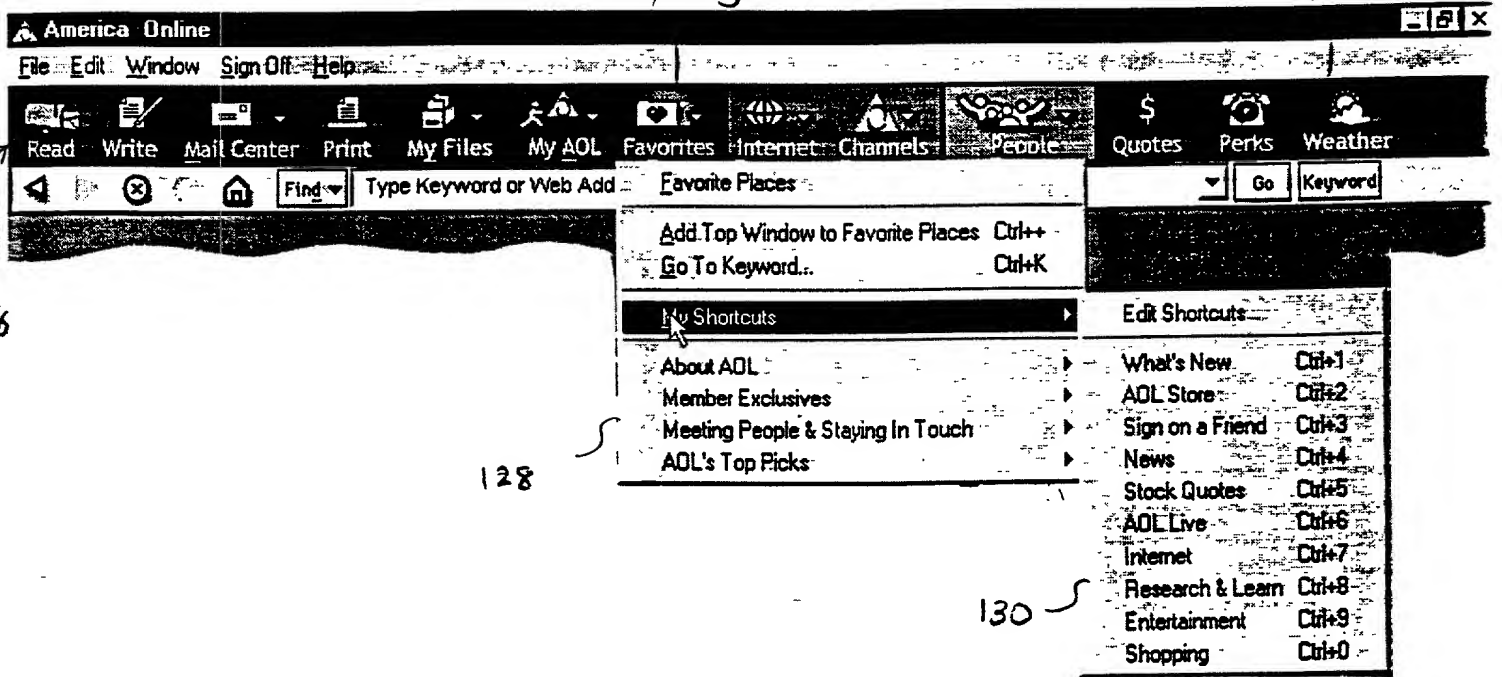 America Online
File Edit Window Sign Off Help
Read Write Mail Center Print My Files My AOL Favorites Internet Channels People Quotes Perks Weather
Find Type Keyword or Web Add Go Keyword
Favorite Places
Add Top Window to Favorite Places Ctrl++
Go To Keyword... Ctrl+K
My Shortcuts
About AOL
Member Exclusives
Meeting People & Staying In Touch
AOL's Top Picks
128
Edit Shortcuts
What's New Ctrl+1
AOL Store Ctrl+2
Sign on a Friend Ctrl+3
News Ctrl+4
Stock Quotes Ctrl+5
AOL Live Ctrl+6
Internet Ctrl+7
Research & Learn Ctrl+8
Entertainment Ctrl+9
Shopping Ctrl+0
130